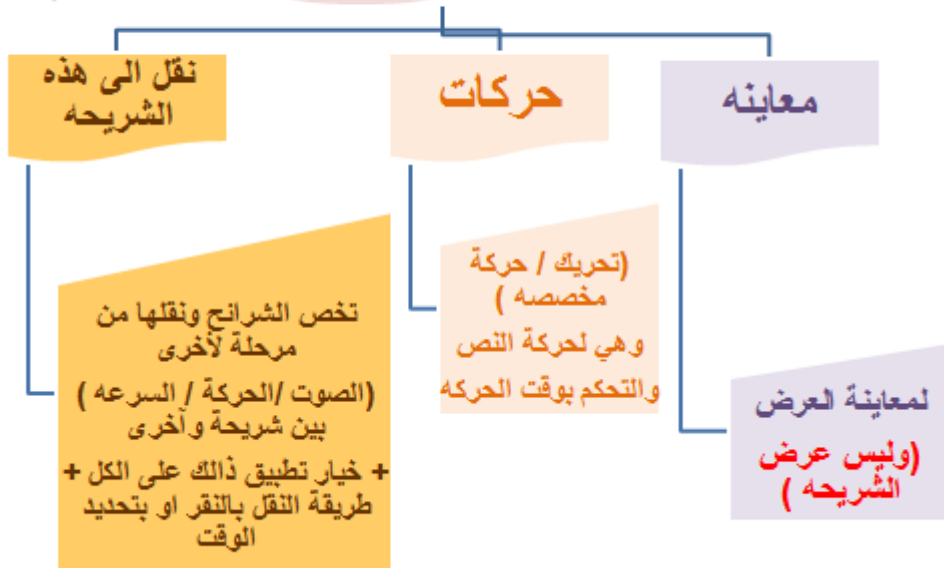 معاينه
حركات
نقل الى هذه
الشريحه
لمعاينة العرض
(وليس عرض
الشريحه )
(تحريك / حركة
مخصصه )
وهي لحركة النص
والتحكم بوقت الحركه
تخص الشرائح ونقلها من
مرحلة لآخرى
(الصوت /الحركة / السرعه )
بين شريحة وآخرى
+ خيار تطبيق ذالك على الكل +
طريقة النقل بالنقر او بتحديد
الوقت